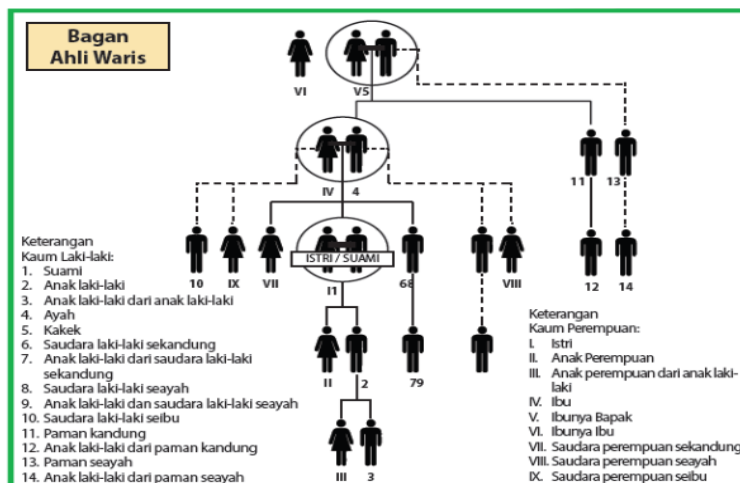 Bagan
Ahli Waris
VI
V5
IV 4
11 13
10 IX VII
ISTRI / SUAMI
I1
68
VIII
12 14
II 2 79
III 3
Keterangan
Kaum Laki-laki:
1. Suami
2. Anak laki-laki
3. Anak laki-laki dari anak laki-laki
4. Ayah
5. Kakek
6. Saudara laki-laki sekandung
7. Anak laki-laki dari saudara laki-laki
sekandung
8. Saudara laki-laki seayah
9. Anak laki-laki dan saudara laki-laki seayah
10. Saudara laki-laki seibu
11. Paman kandung
12. Anak laki-laki dari paman kandung
13. Paman seayah
14. Anak laki-laki dari paman seayah
Keterangan
Kaum Perempuan:
I. Istri
II. Anak Perempuan
III. Anak perempuan dari anak laki-
laki
IV. Ibu
V. Ibunya Bapak
VI. Ibunya Ibu
VII. Saudara perempuan sekandung
VIII. Saudara perempuan seayah
IX. Saudara perempuan seibu